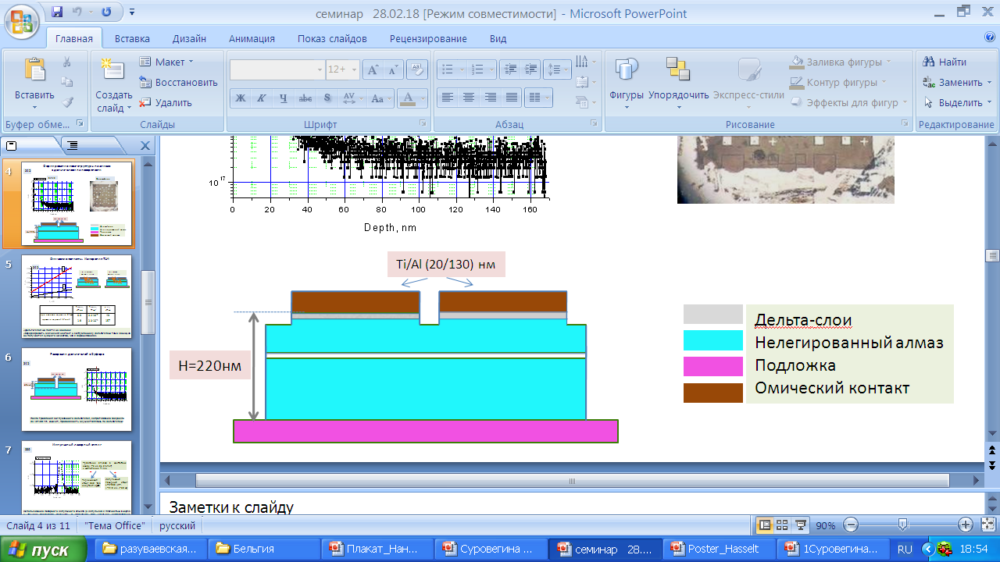 семинар 28.02.18 [Режим совместимости] - Microsoft PowerPoint
Главная Вставка Дизайн Анимация Показ слайдов Рецензирование Вид
Вставить
Буфер обме...
Создать слайд
Макет
Восстановить
Удалить
Слайды
12+
Ж К Ч abc S AV Aa A
Шрифт
Абзац
Фигуры Упорядочить Экспресс-стили
Заливка фигуры
Контур фигуры
Эффекты для фигур
Рисование
Найти
Заменить
Выделить
Редактирование
4
5
6
7
10 17
0 20 40 60 80 100 120 140 160
Depth, nm
Ti/Al (20/130) нм
H=220нм
Дельта-слои
Нелегированный алмаз
Подложка
Омический контакт
Заметки к слайду
Слайд 4 из 11 "Тема Office" русский 90%
пуск разуваевская... Бельгия Плакат_Нан... Суровегина ... семинар 28.... Poster_Hasselt 1Суровегина... RU 18:54